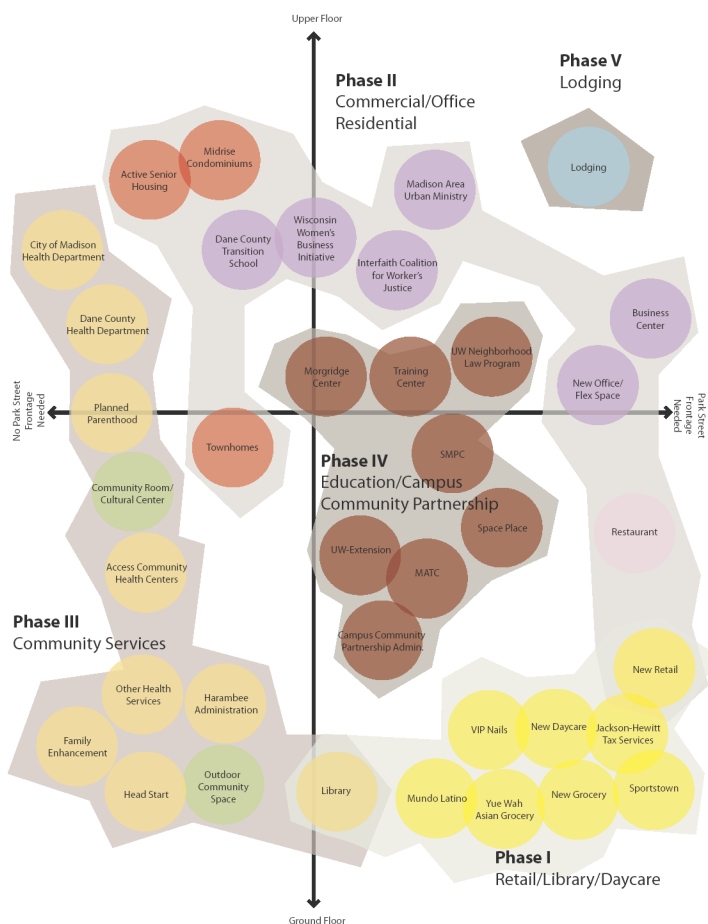 Upper Floor
Phase V
Lodging
Phase II
Commercial/Office
Residential
Midrise
Condominiums
Active Senior
Housing
Lodging
Madison Area
Urban Ministry
Wisconsin
Women's
Business
Initiative
Dane County
Transition
School
City of Madison
Health Department
Interfaith Coalition
for Worker's
Justice
Dane County
Health Department
Business
Center
UW Neighborhood
Law Program
Morgridge
Center
Training
Center
New Office/
Flex Space
No Park Street
Frontage
Needed
Planned
Parenthood
Park Street
Frontage
Needed
Townhomes
SMPC
Phase IV
Education/Campus
Community Partnership
Community Room/
Cultural Center
Space Place
Restaurant
UW-Extension
MATC
Access Community
Health Centers
Phase III
Community Services
Campus Community
Partnership Admin.
New Retail
Other Health
Services
Harambee
Administration
VIP Nails
New Daycare
Jackson-Hewitt
Tax Services
Family
Enhancement
Head Start
Outdoor
Community
Space
Library
Mundo Latino
Yue Wah
Asian Grocery
New Grocery
Sportstown
Phase I
Retail/Library/Daycare
Ground Floor